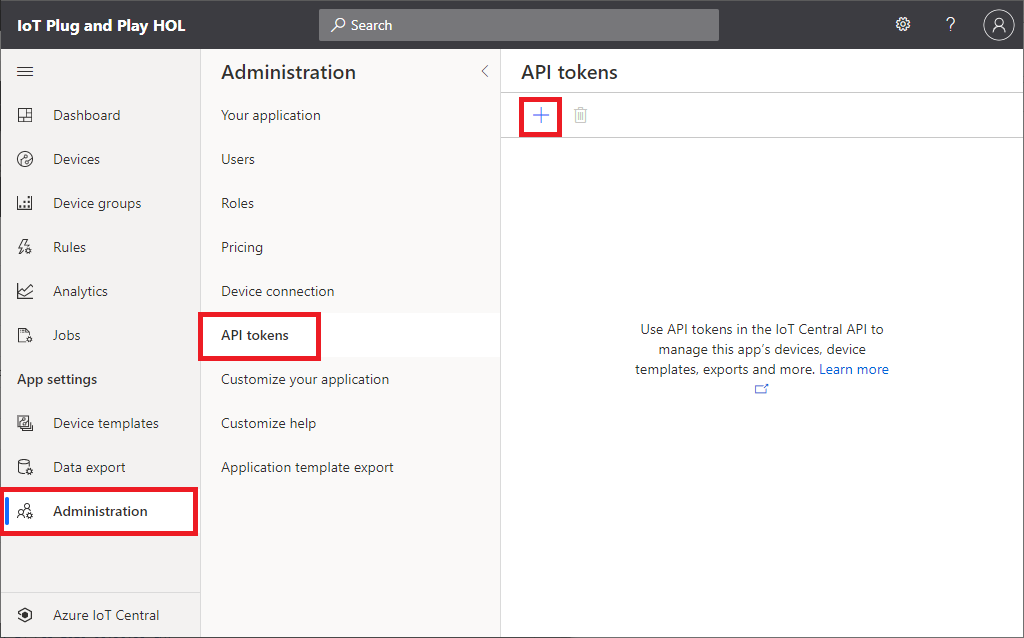 IoT Plug and Play HOL
Search
?
Dashboard
Devices
Device groups
Rules
Analytics
Jobs
App settings
Device templates
Data export
Administration
Azure IoT Central
Administration
Your application
Users
Roles
Pricing
Device connection
API tokens
Customize your application
Customize help
Application template export
API tokens
Use API tokens in the IoT Central API to
manage this app's devices, device
templates, exports and more. Learn more